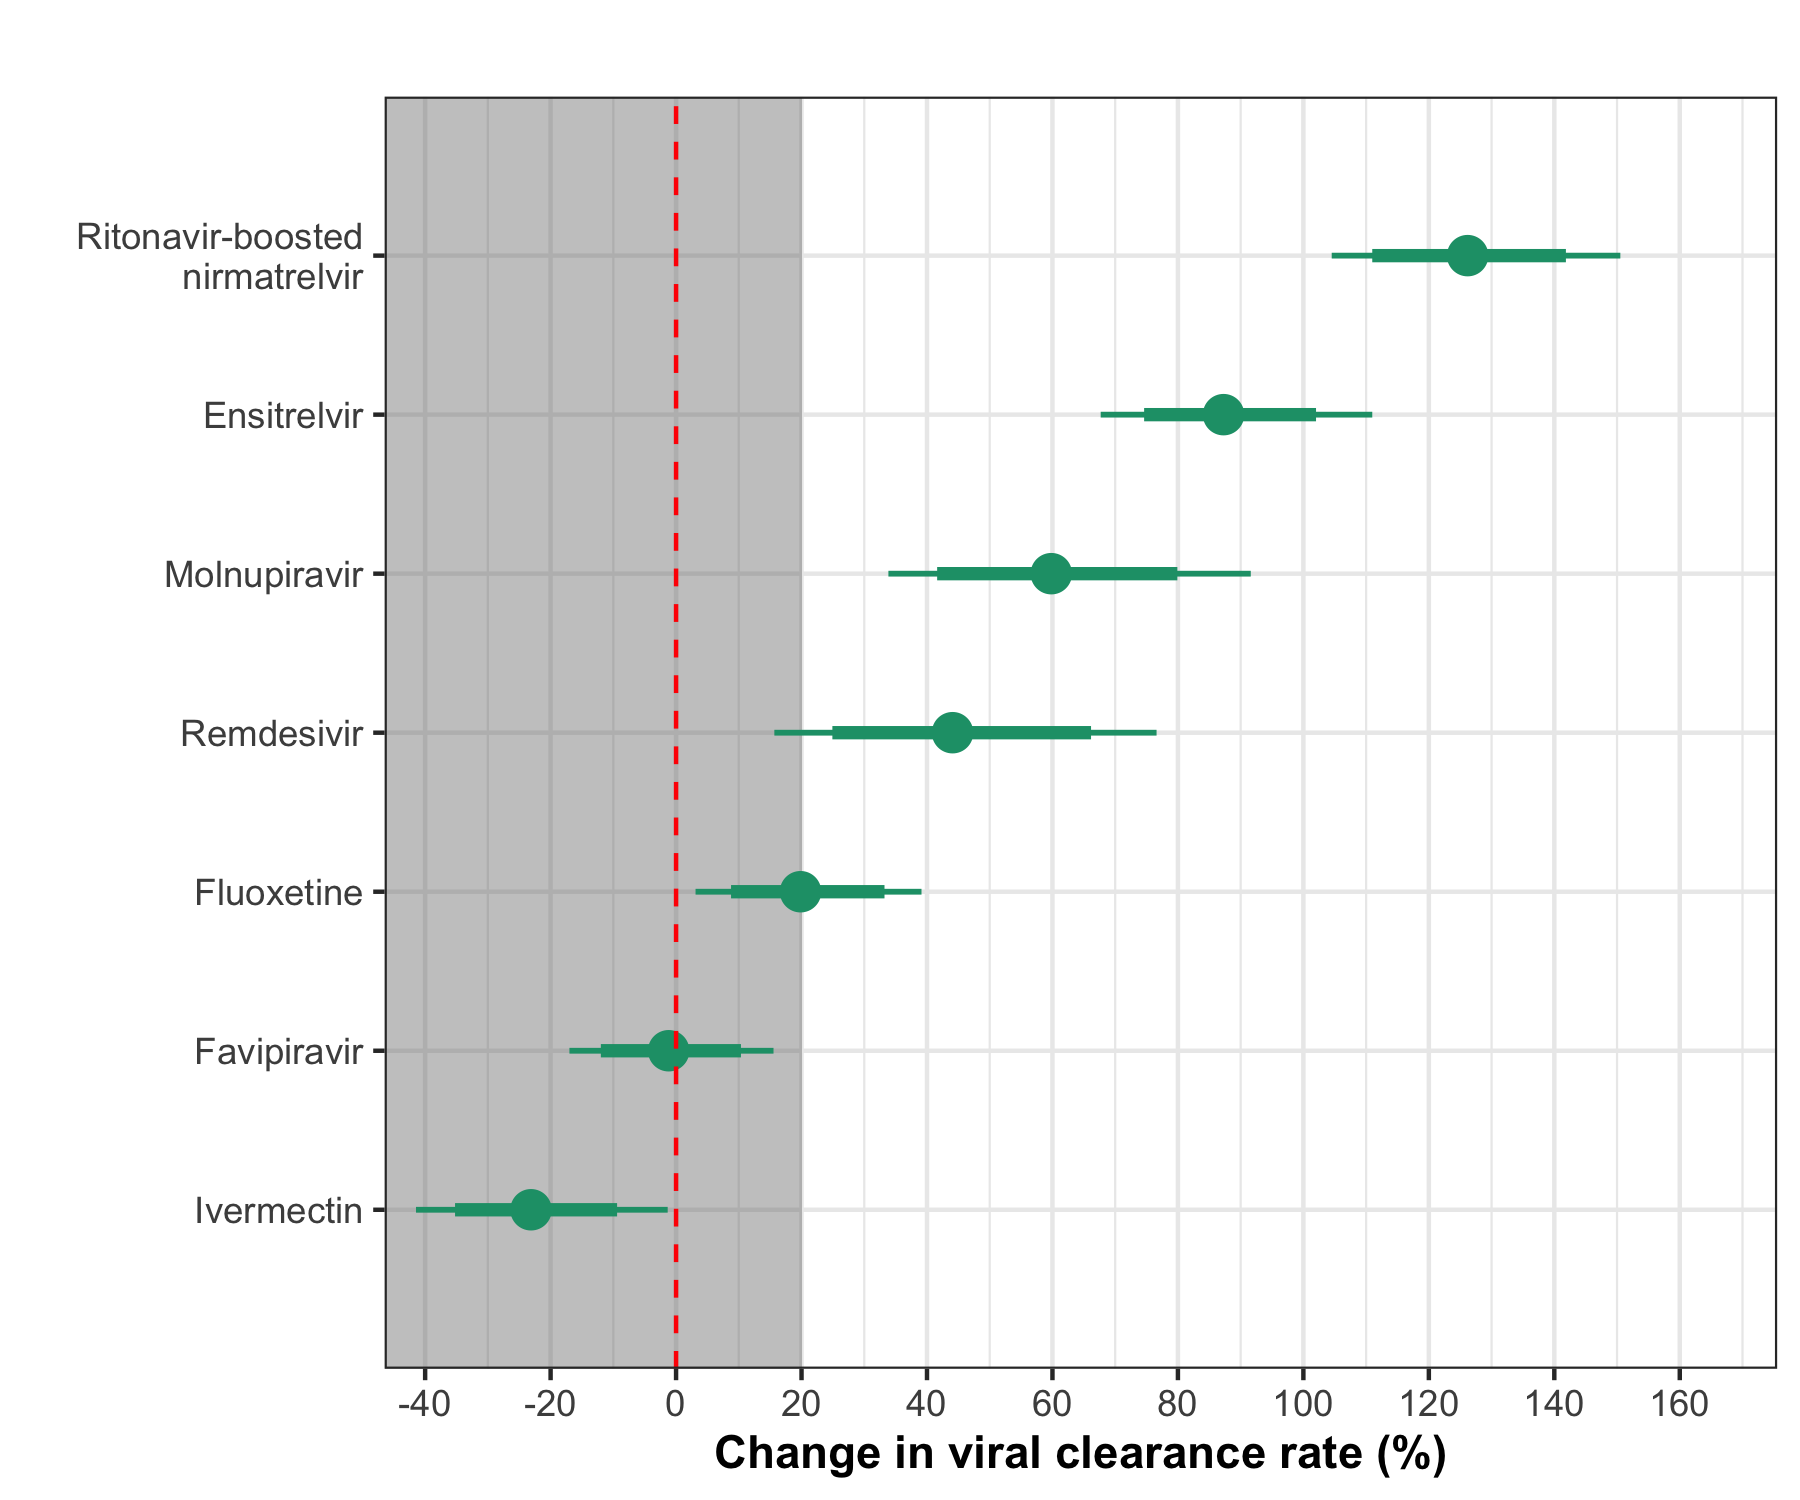 Ritonavir-boosted
nirmatrelvir
Ensitrelvir
Molnupiravir
Remdesivir
Fluoxetine
Favipiravir
Ivermectin
-40 -20 0 20 40 60 80 100 120 140 160
Change in viral clearance rate (%)